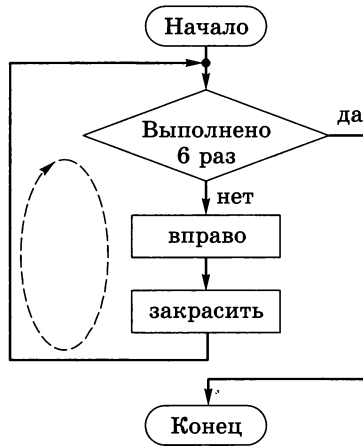 Начало
Выполнено
6 раз
да
нет
вправо
закрасить
Конец